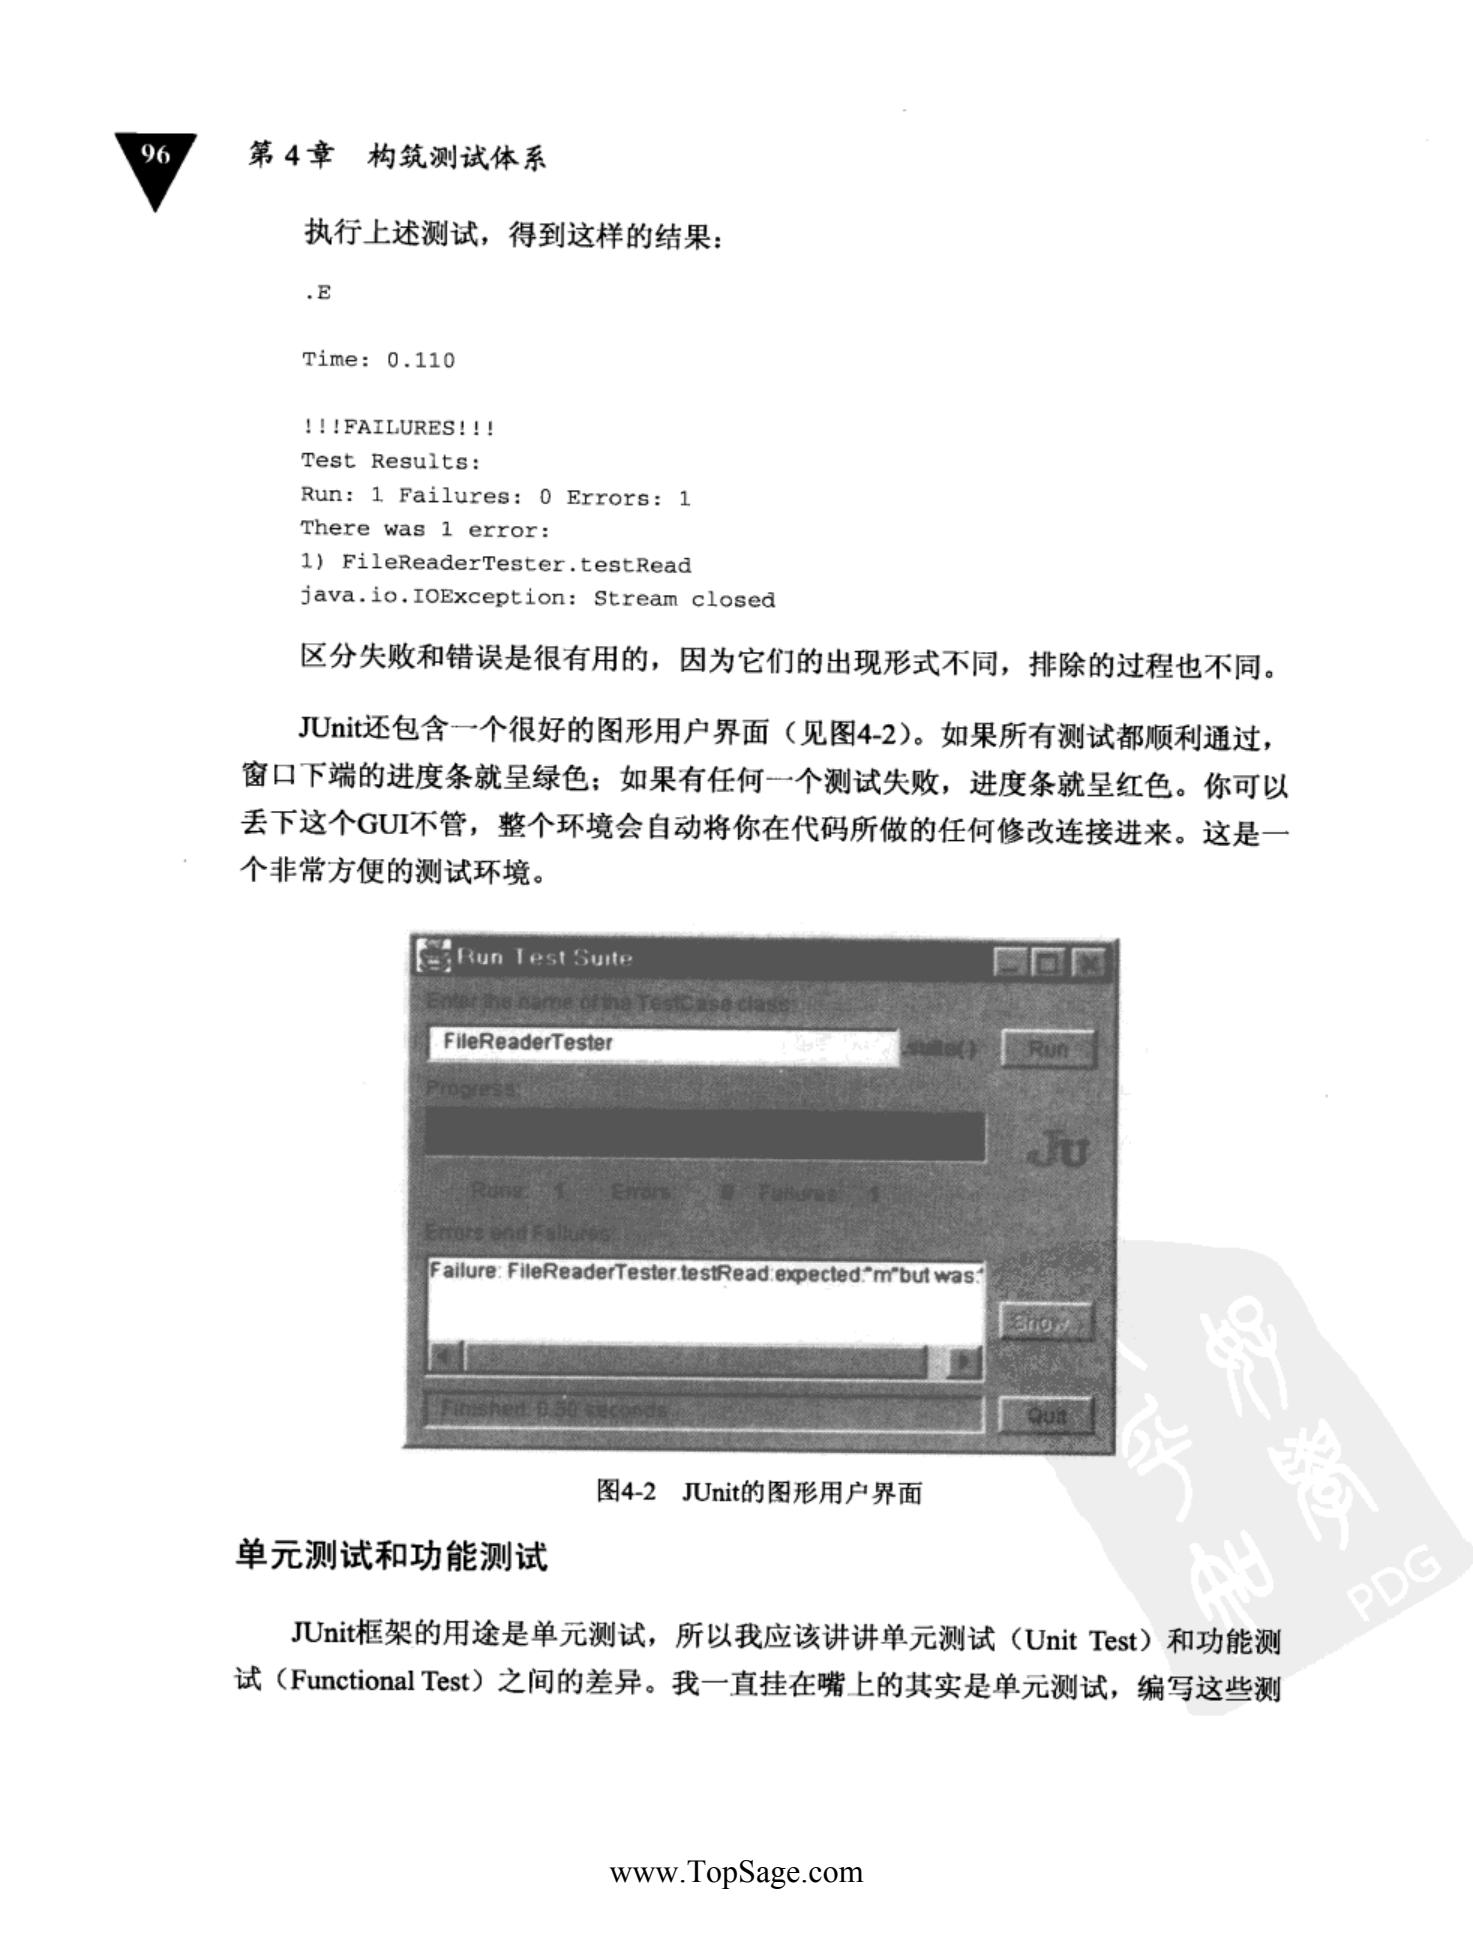 96
第 4 章 构筑测试体系
执行上述测试，得到这样的结果：
.E
Time: 0.110
!!!FAILURES!!!
Test Results:
Run: 1 Failures: 0 Errors: 1
There was 1 error:
1) FileReaderTester.testRead
java.io.IOException: Stream closed
区分失败和错误是很有用的，因为它们的出现形式不同，排除的过程也不同。
JUnit还包含一个很好的图形用户界面（见图4-2）。如果所有测试都顺利通过，
窗口下端的进度条就呈绿色；如果有任何一个测试失败，进度条就呈红色。你可以
丢下这个GUI不管，整个环境会自动将你在代码所做的任何修改连接进来。这是一
个非常方便的测试环境。
Run Test Suite
Enter the name of the TestCase class:
FileReaderTester
.suite()
Run
Progress:
JU
Runs: 1 Errors: 0 Failures: 1
Errors and Failures:
Failure: FileReaderTester.testRead:expected:"m"but was:"
Show
Finished: 0.50 seconds
Quit
图4-2 JUnit的图形用户界面
单元测试和功能测试
JUnit框架的用途是单元测试，所以我应该讲讲单元测试（Unit Test）和功能测
试（Functional Test）之间的差异。我一直挂在嘴上的其实是单元测试，编写这些测
PDG
www.TopSage.com